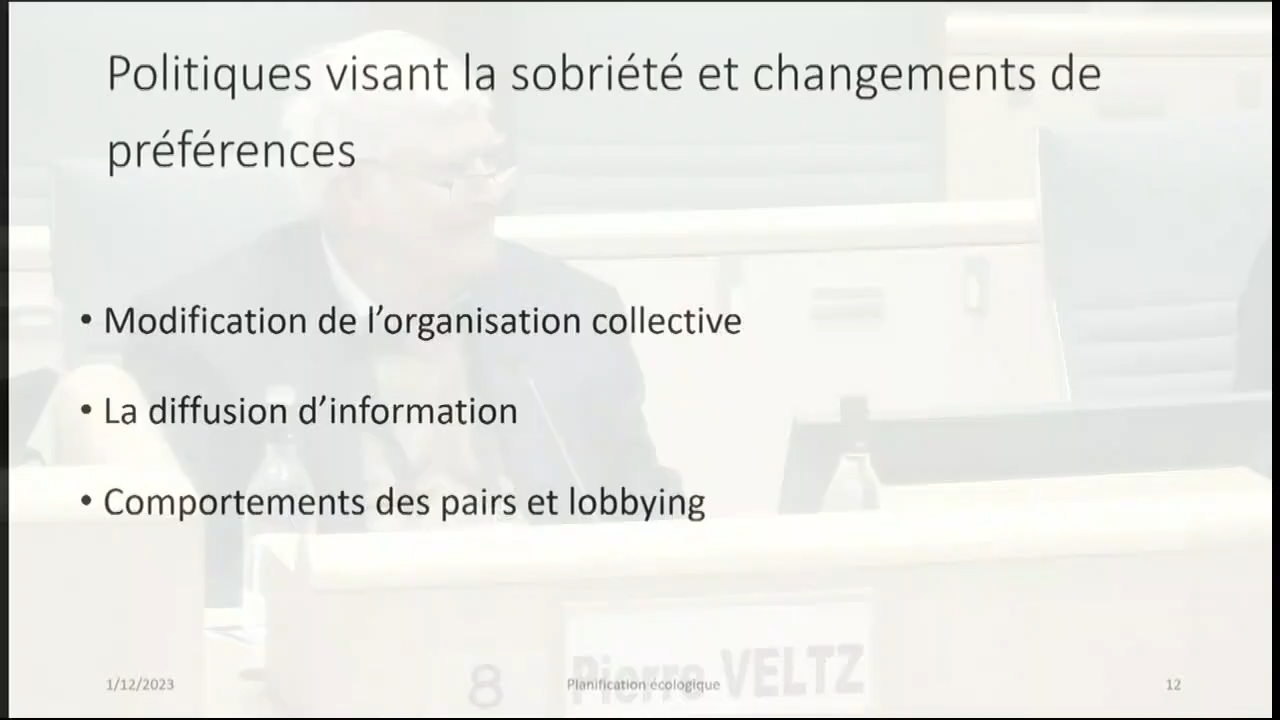 Politiques visant la sobriété et changements de
préférences
• Modification de l’organisation collective
• La diffusion d’information
• Comportements des pairs et lobbying
8 Pierre VELTZ
1/12/2023
Planification écologique
12